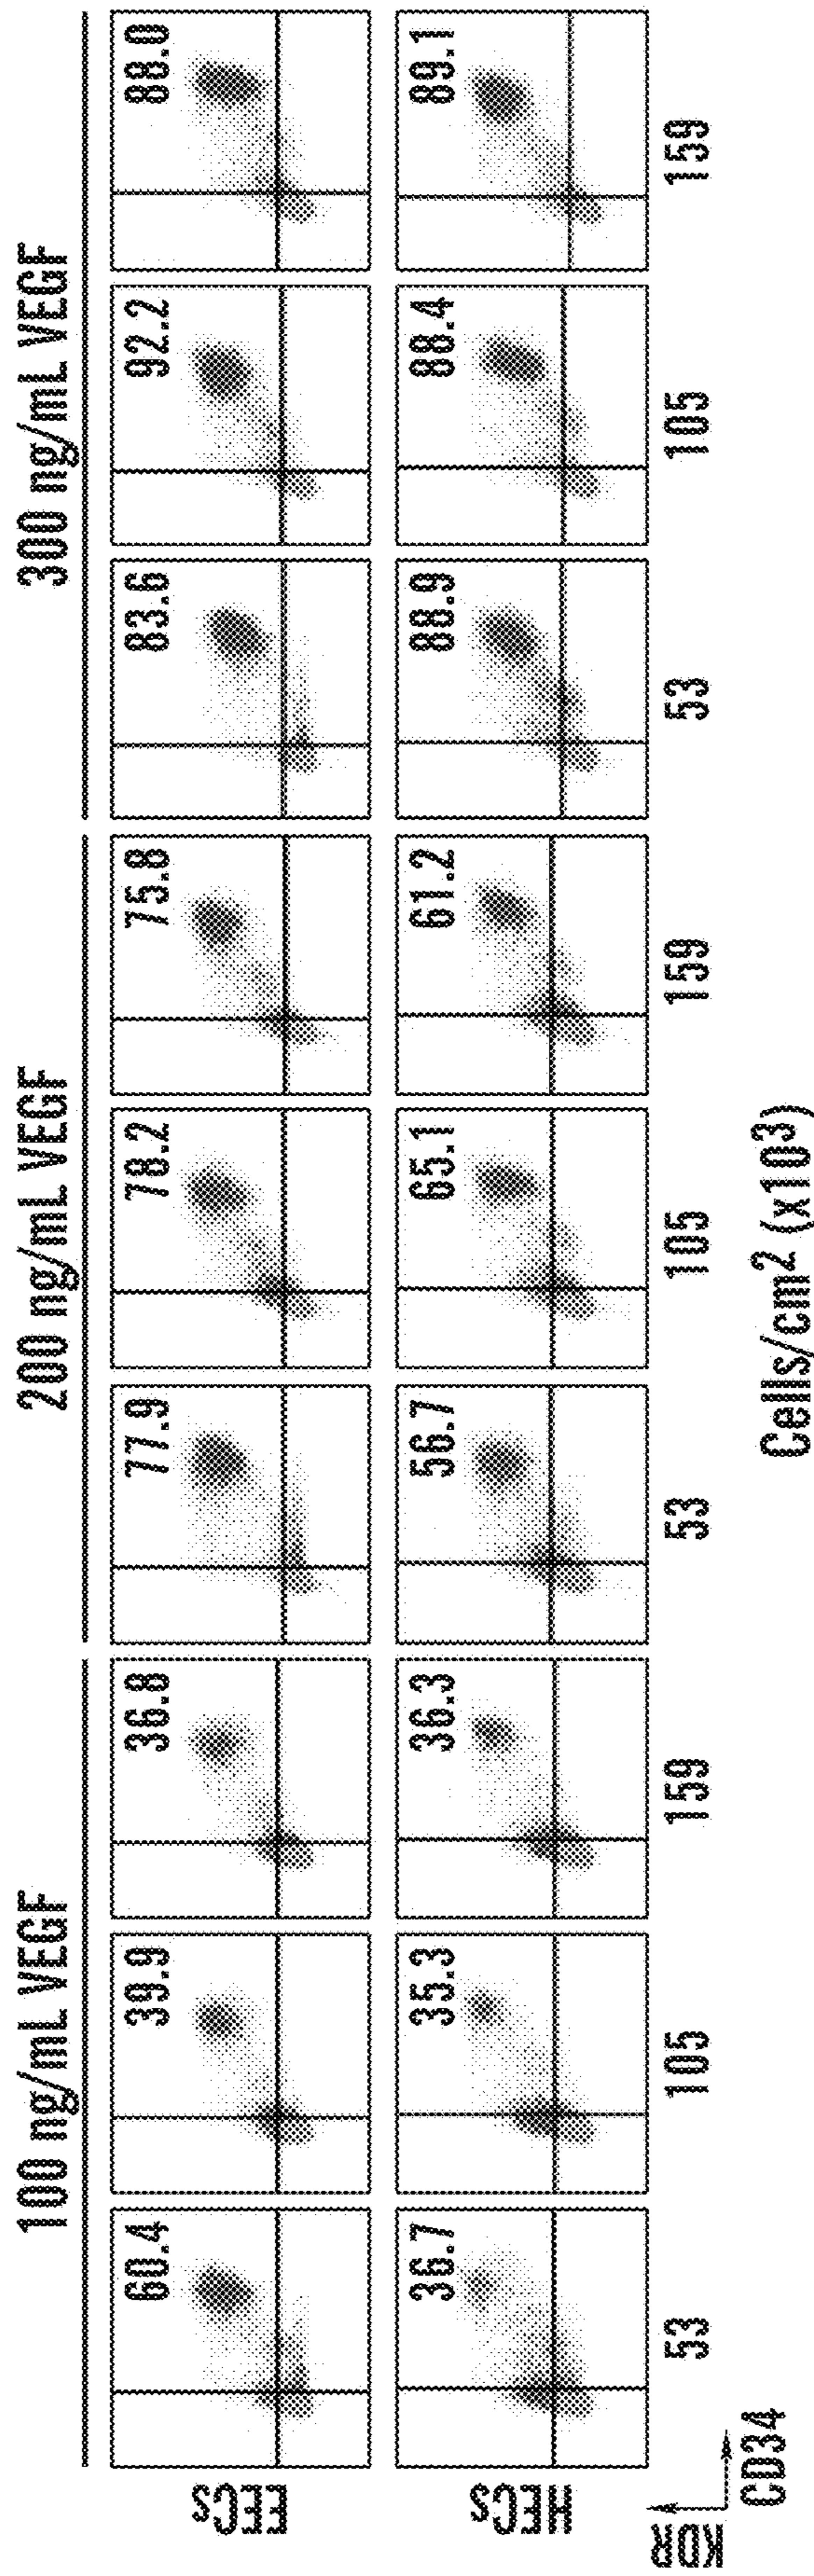 100 ng/mL VEGF 200 ng/mL VEGF 300 ng/mL VEGF
EECs 60.4 39.9 36.8 77.9 78.2 75.8 83.6 92.2 88.0
HECs 36.7 35.3 36.3 56.7 65.1 61.2 88.9 88.4 89.1
53 105 159 53 105 159 53 105 159
KDR
CD34
Cells/cm² (x10³)